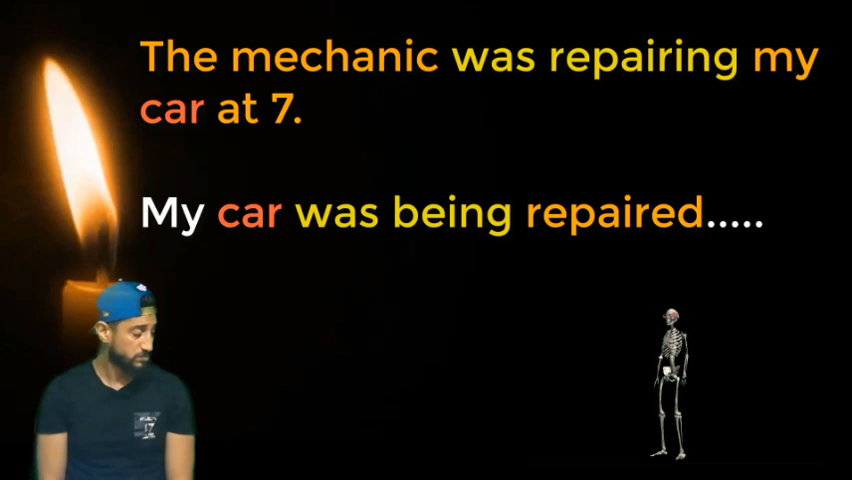 The mechanic was repairing my
car at 7.
My car was being repaired.....